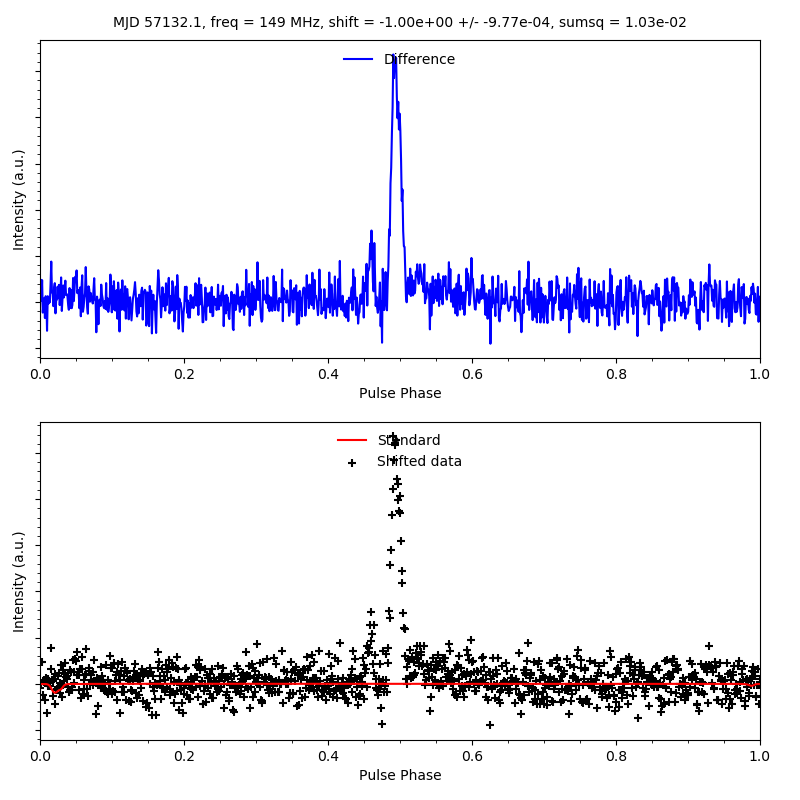 MJD 57132.1, freq = 149 MHz, shift = -1.00e+00 +/- -9.77e-04, sumsq = 1.03e-02
Difference
Intensity (a.u.)
0.0 0.2 0.4 0.6 0.8 1.0
Pulse Phase
Standard
Shifted data
Intensity (a.u.)
0.0 0.2 0.4 0.6 0.8 1.0
Pulse Phase